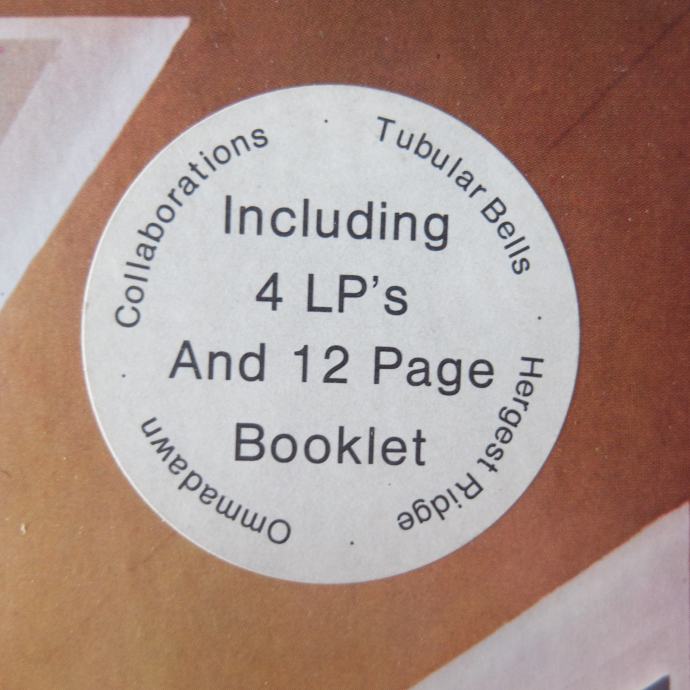 Collaborations
Tubular Bells
Including
4 LP's
And 12 Page
Booklet
Hergest Ridge
Ommadawn